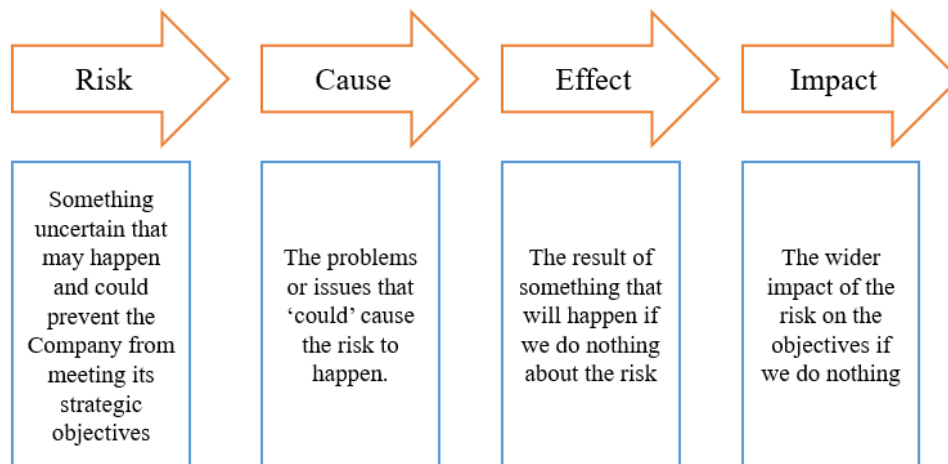 Risk
Cause
Effect
Impact
Something
uncertain that
may happen
and could
prevent the
Company from
meeting its
strategic
objectives
The problems
or issues that
‘could’ cause
the risk to
happen.
The result of
something that
will happen if
we do nothing
about the risk
The wider
impact of the
risk on the
objectives if
we do nothing